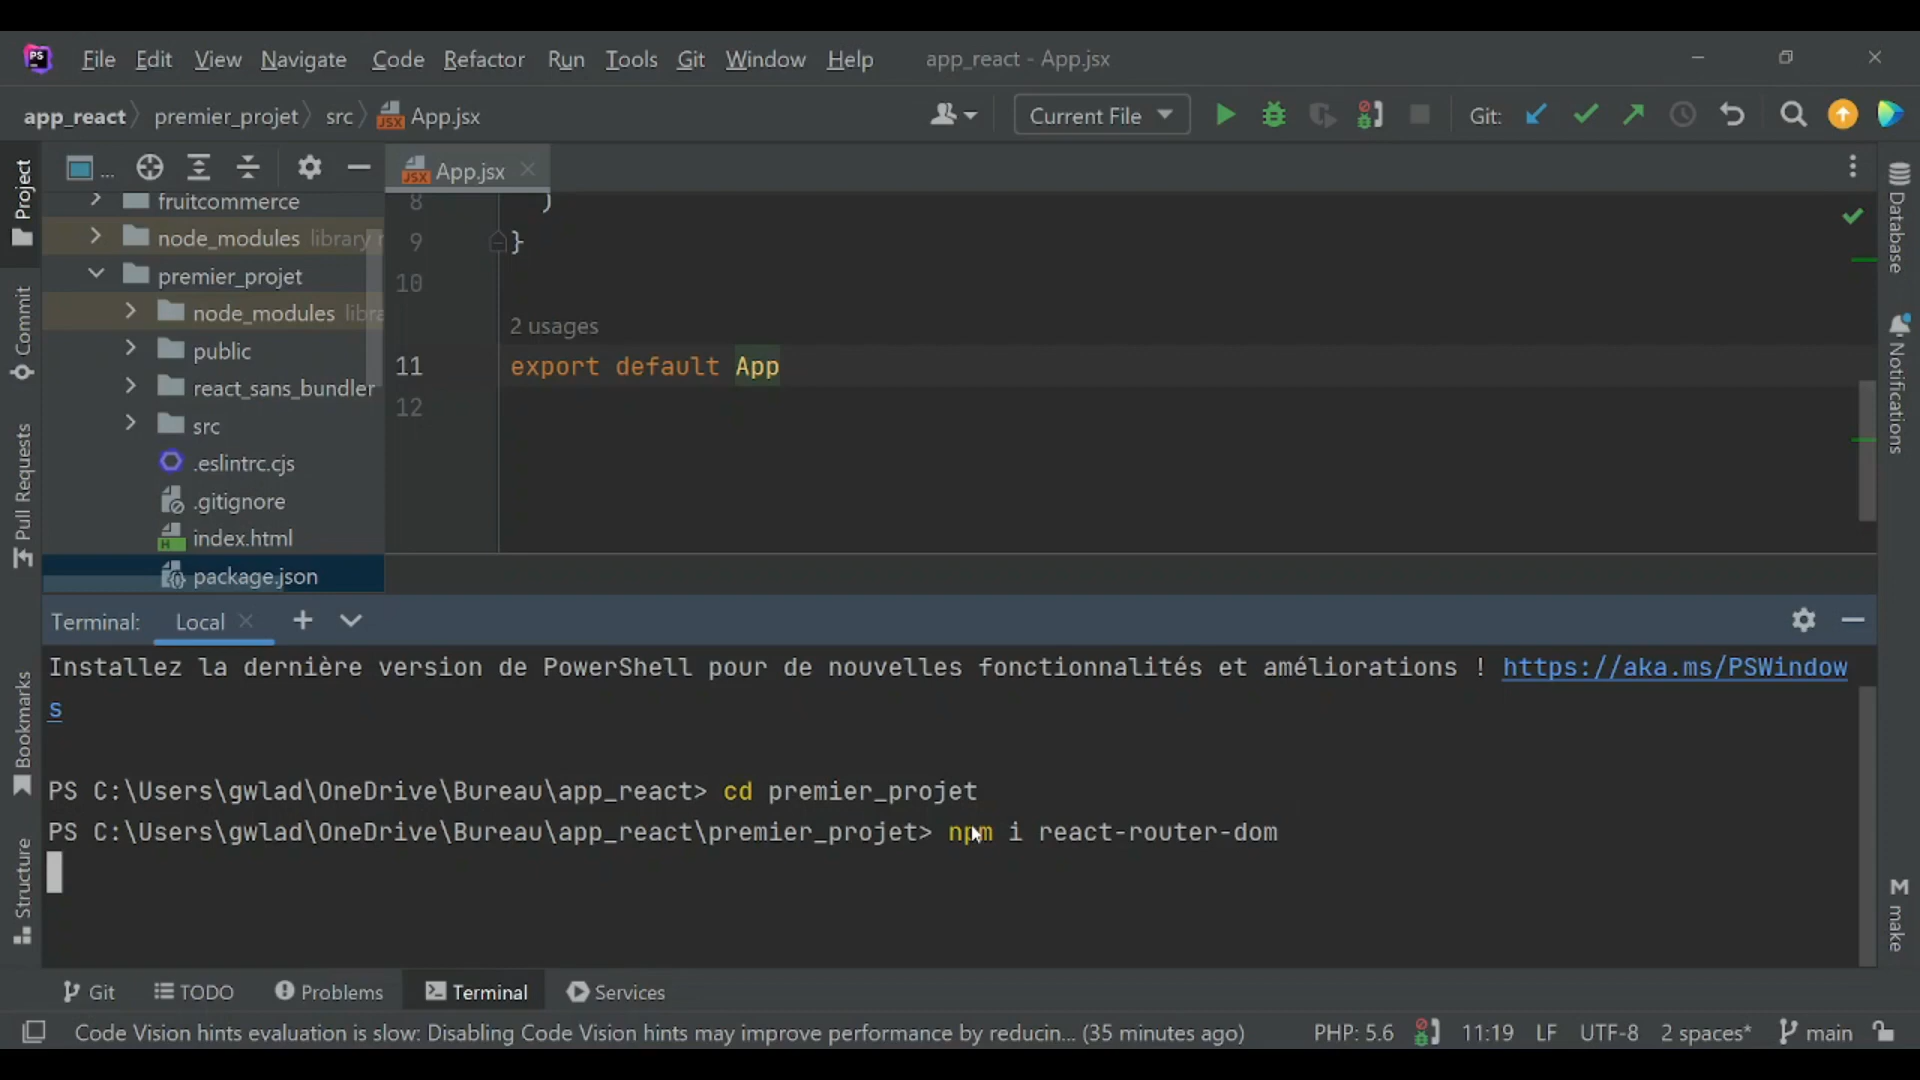 PS File Edit View Navigate Code Refactor Run Tools Git Window Help app_react - App.jsx
app_react premier_projet src JSX App.jsx Current File Git:
Project
Commit
Pull Requests
Bookmarks
Structure
...
fruitcommerce
node_modules library r
premier_projet
node_modules libra
public
react_sans_bundler
src
.eslintrc.cjs
.gitignore
H index.html
package.json
JSX App.jsx
8 )
9 }
10
2 usages
11 export default App
12
Database
Notifications
M make
Terminal: Local
Installez la dernière version de PowerShell pour de nouvelles fonctionnalités et améliorations ! https://aka.ms/PSWindow
s
PS C:\Users\gwlad\OneDrive\Bureau\app_react> cd premier_projet
PS C:\Users\gwlad\OneDrive\Bureau\app_react\premier_projet> npm i react-router-dom
Git TODO Problems Terminal Services
Code Vision hints evaluation is slow: Disabling Code Vision hints may improve performance by reducin... (35 minutes ago) PHP: 5.6 11:19 LF UTF-8 2 spaces* main